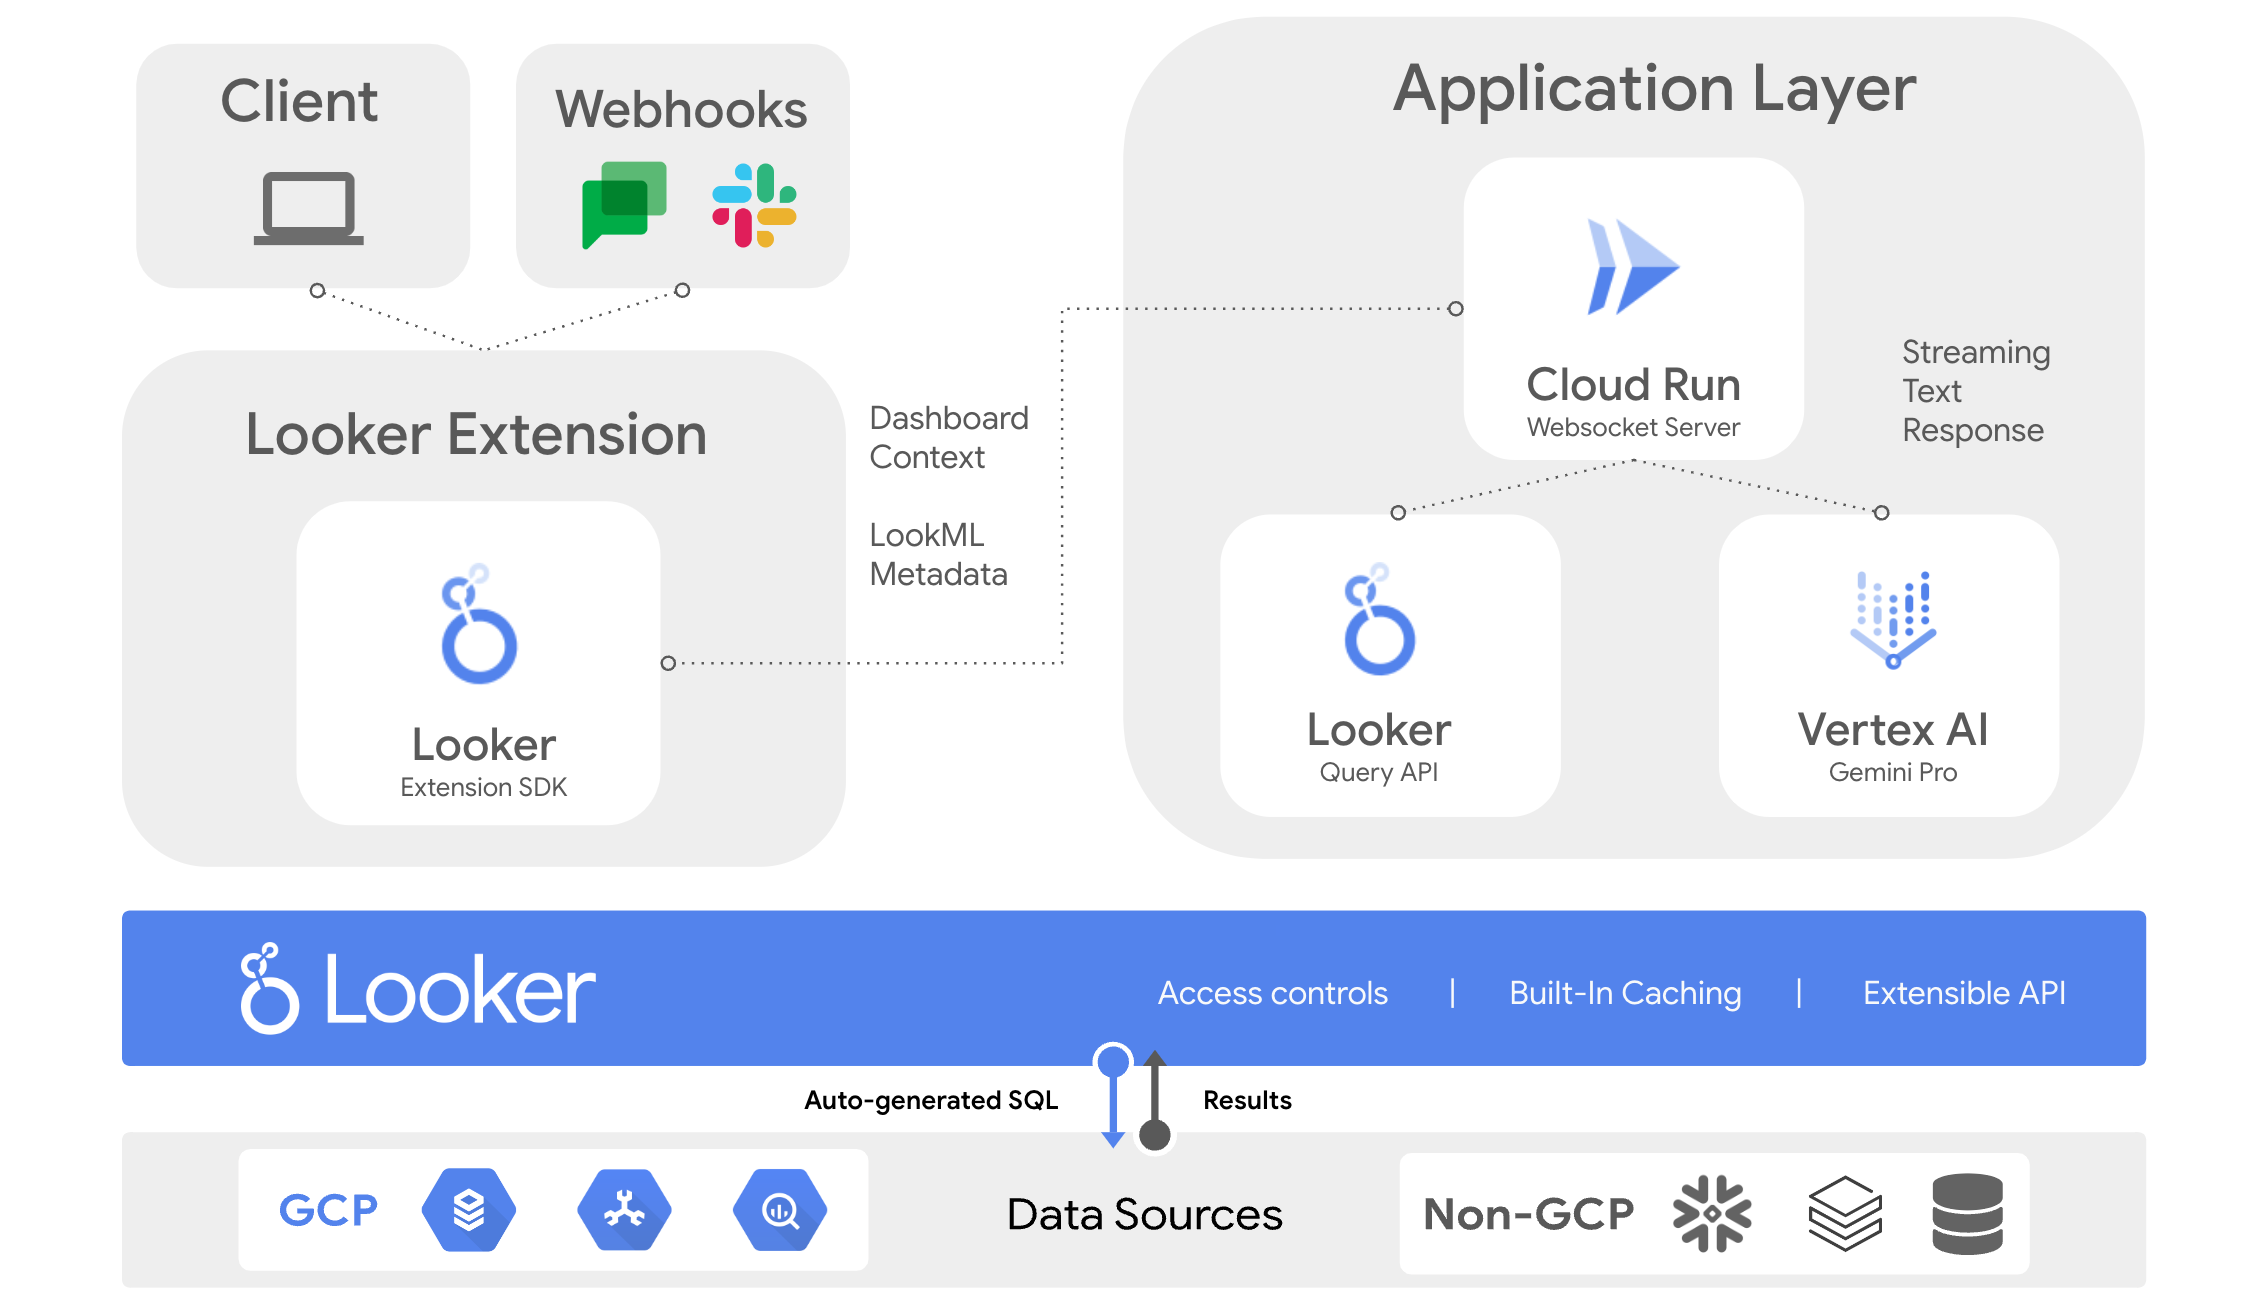 Client
Webhooks
Looker Extension
Looker
Extension SDK
Dashboard
Context
LookML
Metadata
Application Layer
Cloud Run
Websocket Server
Streaming
Text
Response
Looker
Query API
Vertex AI
Gemini Pro
Looker
Access controls | Built-In Caching | Extensible API
Auto-generated SQL
Results
GCP
Data Sources
Non-GCP